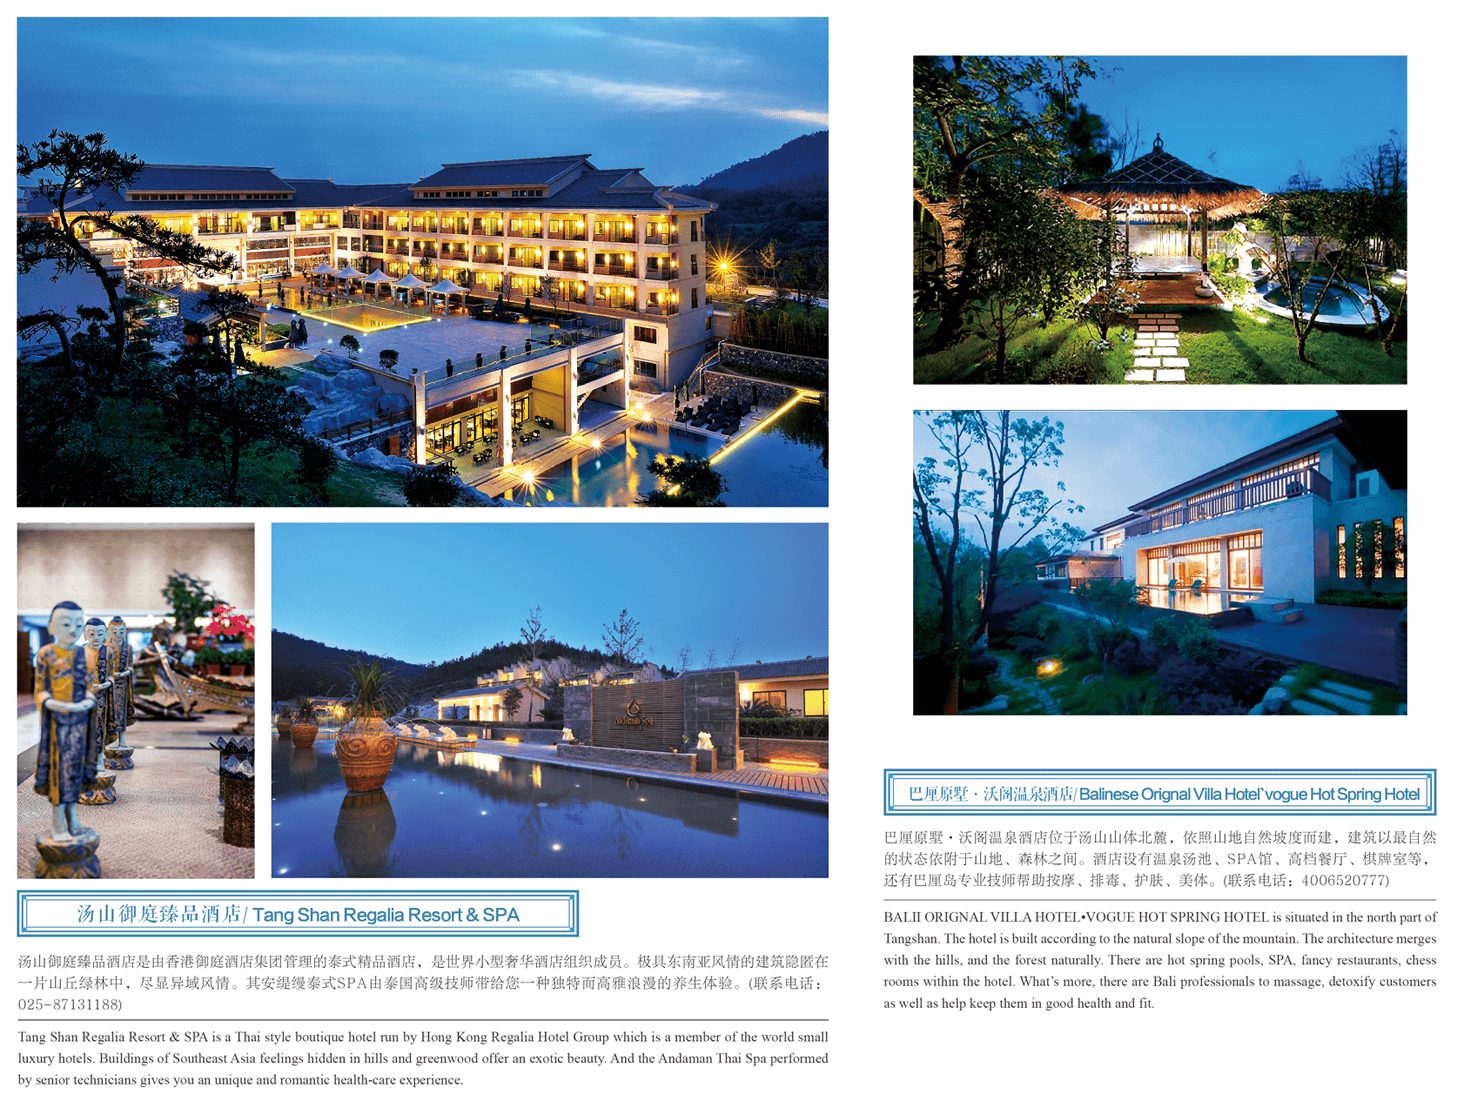 Andaman spa
汤山御庭臻品酒店/ Tang Shan Regalia Resort & SPA
汤山御庭臻品酒店是由香港御庭酒店集团管理的泰式精品酒店，是世界小型奢华酒店组织成员。极具东南亚风情的建筑隐匿在
一片山丘绿林中，尽显异域风情。其安缇缦泰式SPA由泰国高级技师带给您一种独特而高雅浪漫的养生体验。(联系电话：
025-87131188)
Tang Shan Regalia Resort & SPA is a Thai style boutique hotel run by Hong Kong Regalia Hotel Group which is a member of the world small
luxury hotels. Buildings of Southeast Asia feelings hidden in hills and greenwood offer an exotic beauty. And the Andaman Thai Spa performed
by senior technicians gives you an unique and romantic health-care experience.
巴厘原墅·沃阁温泉酒店/ Balinese Orignal Villa Hotel`vogue Hot Spring Hotel
巴厘原墅·沃阁温泉酒店位于汤山山体北麓，依照山地自然坡度而建，建筑以最自然
的状态依附于山地、森林之间。酒店设有温泉汤池、SPA馆、高档餐厅、棋牌室等，
还有巴厘岛专业技师帮助按摩、排毒、护肤、美体。(联系电话：4006520777)
BALII ORIGNAL VILLA HOTEL•VOGUE HOT SPRING HOTEL is situated in the north part of
Tangshan. The hotel is built according to the natural slope of the mountain. The architecture merges
with the hills, and the forest naturally. There are hot spring pools, SPA, fancy restaurants, chess
rooms within the hotel. What's more, there are Bali professionals to massage, detoxify customers
as well as help keep them in good health and fit.